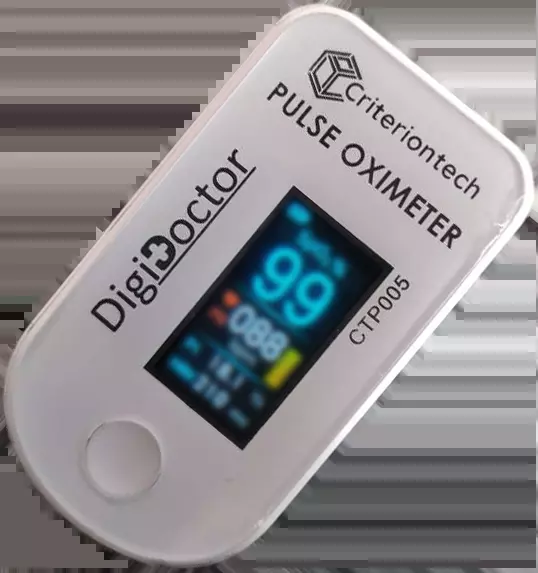 Criteriontech
PULSE OXIMETER
DigiDoctor
99
088
CTP005